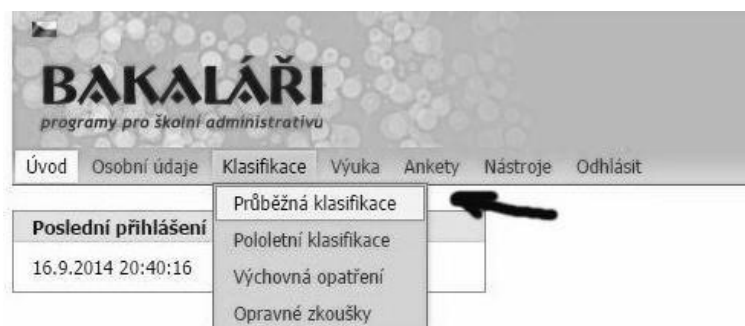 BAKALÁŘI
programy pro školní administrativu
Úvod Osobní údaje Klasifikace Výuka Ankety Nástroje Odhlásit
Průběžná klasifikace
Poslední přihlášení
Pololetní klasifikace
16.9.2014 20:40:16
Výchovná opatření
Opravné zkoušky